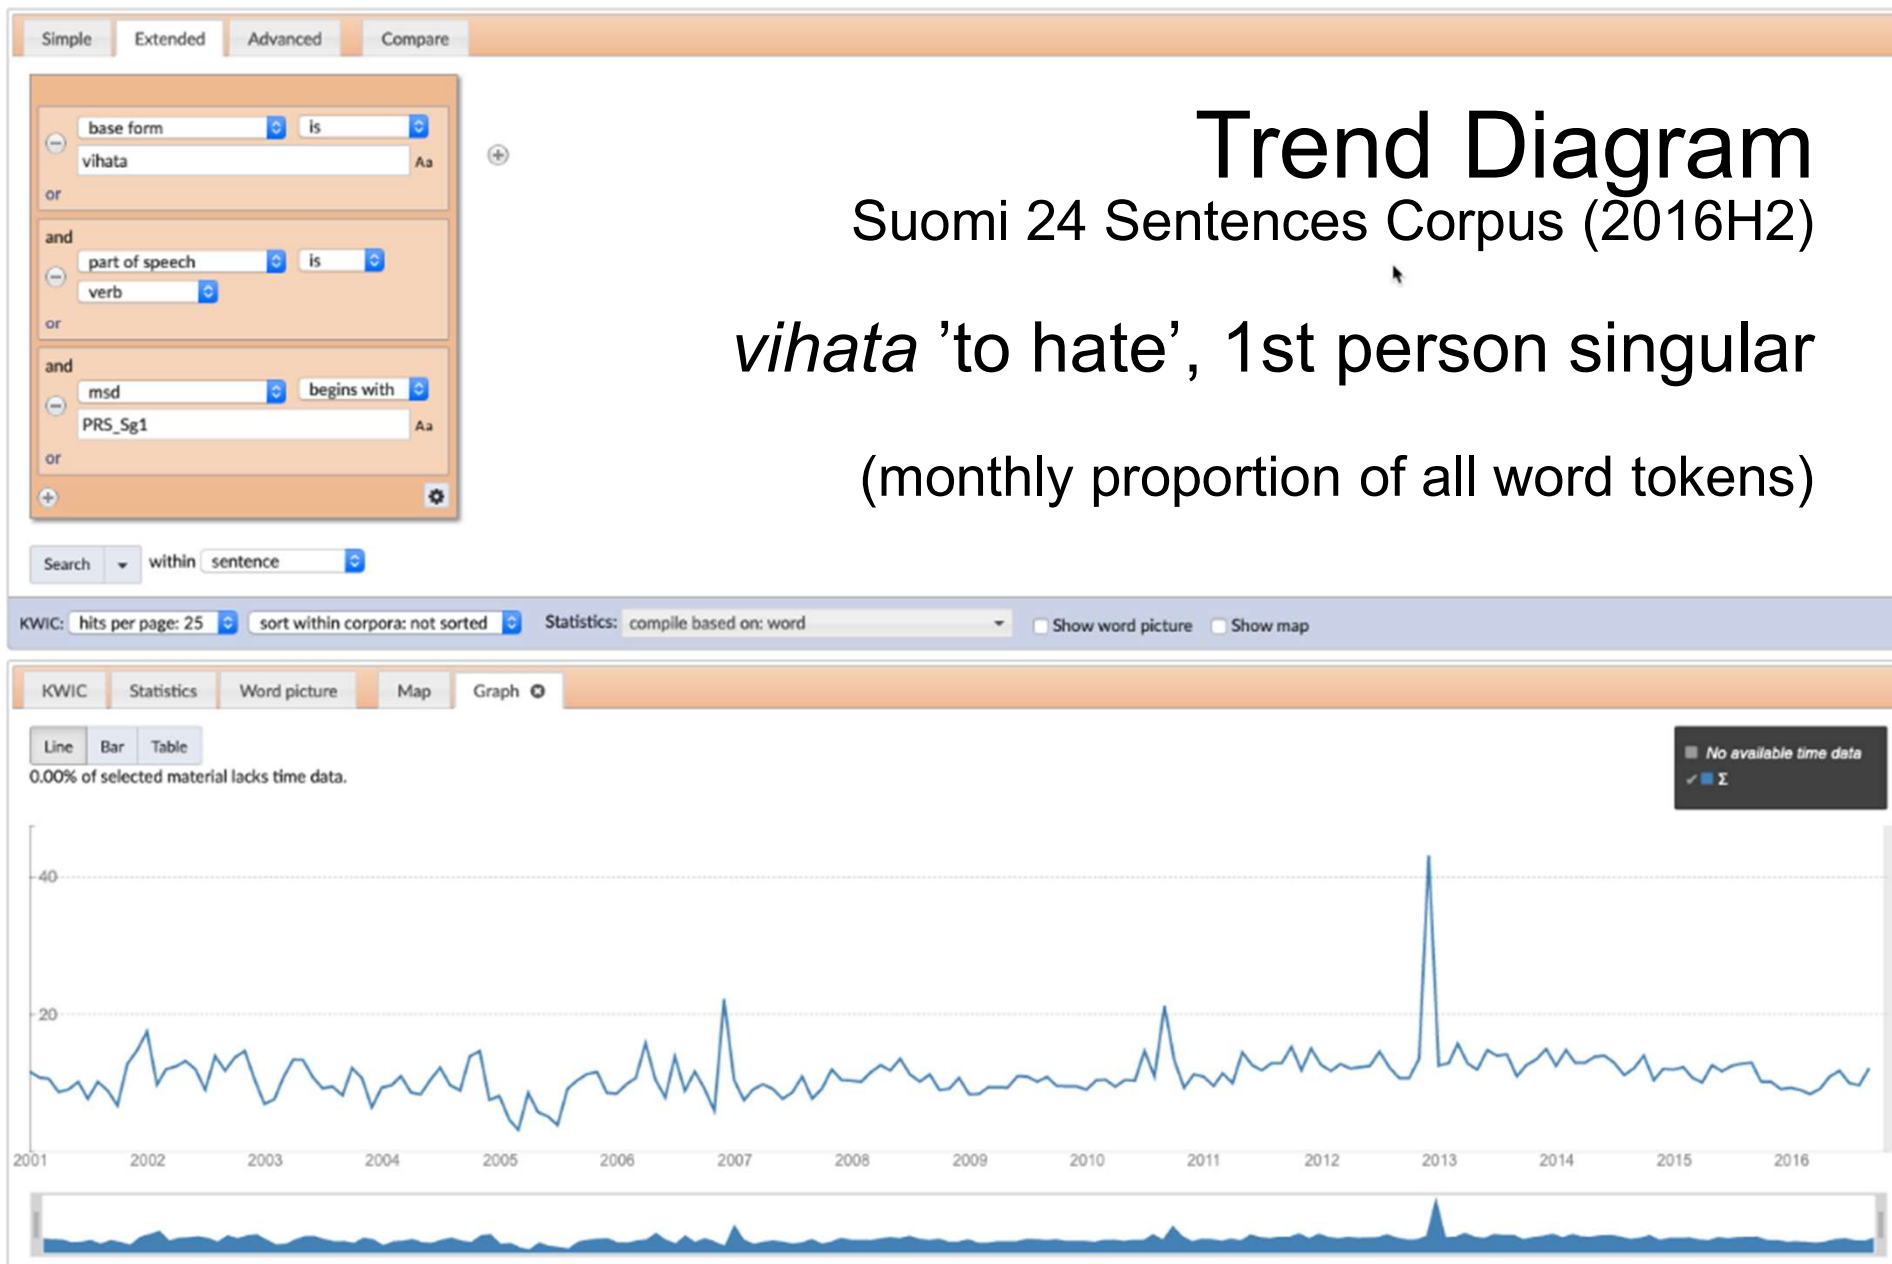 Simple Extended Advanced Compare
base form is
vihata Aa
or
and
part of speech is
verb
or
and
msd begins with
PRS_Sg1 Aa
or
Search within sentence
Trend Diagram
Suomi 24 Sentences Corpus (2016H2)
vihata ’to hate’, 1st person singular
(monthly proportion of all word tokens)
KWIC: hits per page: 25 sort within corpora: not sorted Statistics: compile based on: word Show word picture Show map
KWIC Statistics Word picture Map Graph
Line Bar Table
0.00% of selected material lacks time data.
No available time data
Σ
40
20
2001 2002 2003 2004 2005 2006 2007 2008 2009 2010 2011 2012 2013 2014 2015 2016